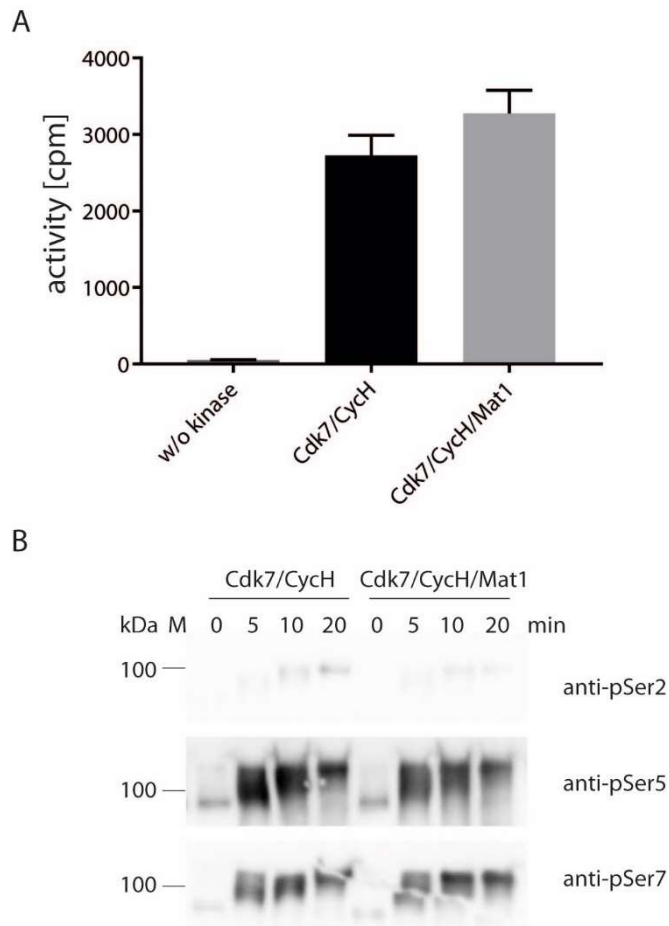 A
4000
3000
2000
1000
0
activity [cpm]
w/o kinase
Cdk7/CycH
Cdk7/CycH/Mat1
B
Cdk7/CycH Cdk7/CycH/Mat1
kDa M 0 5 10 20 0 5 10 20 min
100 anti-pSer2
100 anti-pSer5
100 anti-pSer7